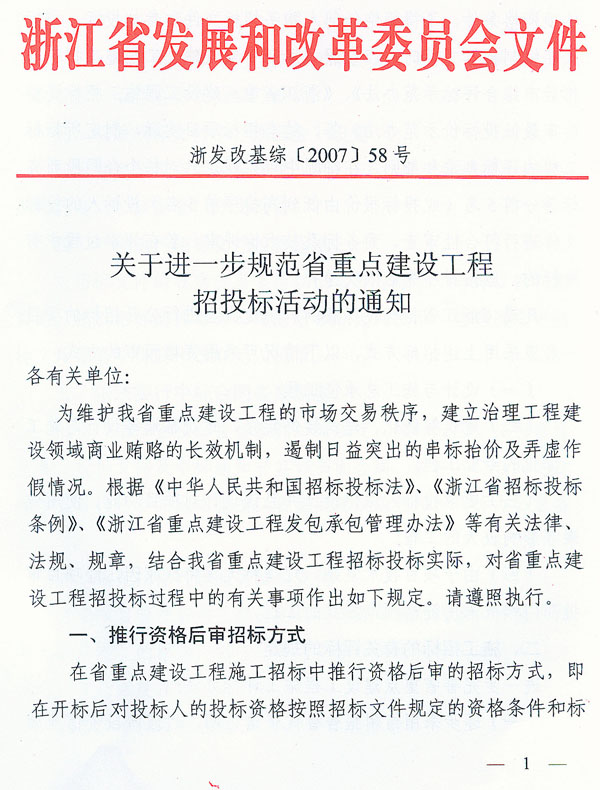 浙江省发展和改革委员会文件
浙发改基综〔2007〕58号
关于进一步规范省重点建设工程
招投标活动的通知
各有关单位：
为维护我省重点建设工程的市场交易秩序，建立治理工程建
设领域商业贿赂的长效机制，遏制日益突出的串标抬价及弄虚作
假情况。根据《中华人民共和国招标投标法》、《浙江省招标投标
条例》、《浙江省重点建设工程发包承包管理办法》等有关法律、
法规、规章，结合我省重点建设工程招标投标实际，对省重点建
设工程招投标过程中的有关事项作出如下规定。请遵照执行。
一、推行资格后审招标方式
在省重点建设工程施工招标中推行资格后审的招标方式，即
在开标后对投标人的投标资格按照招标文件规定的资格条件和标
— 1 —